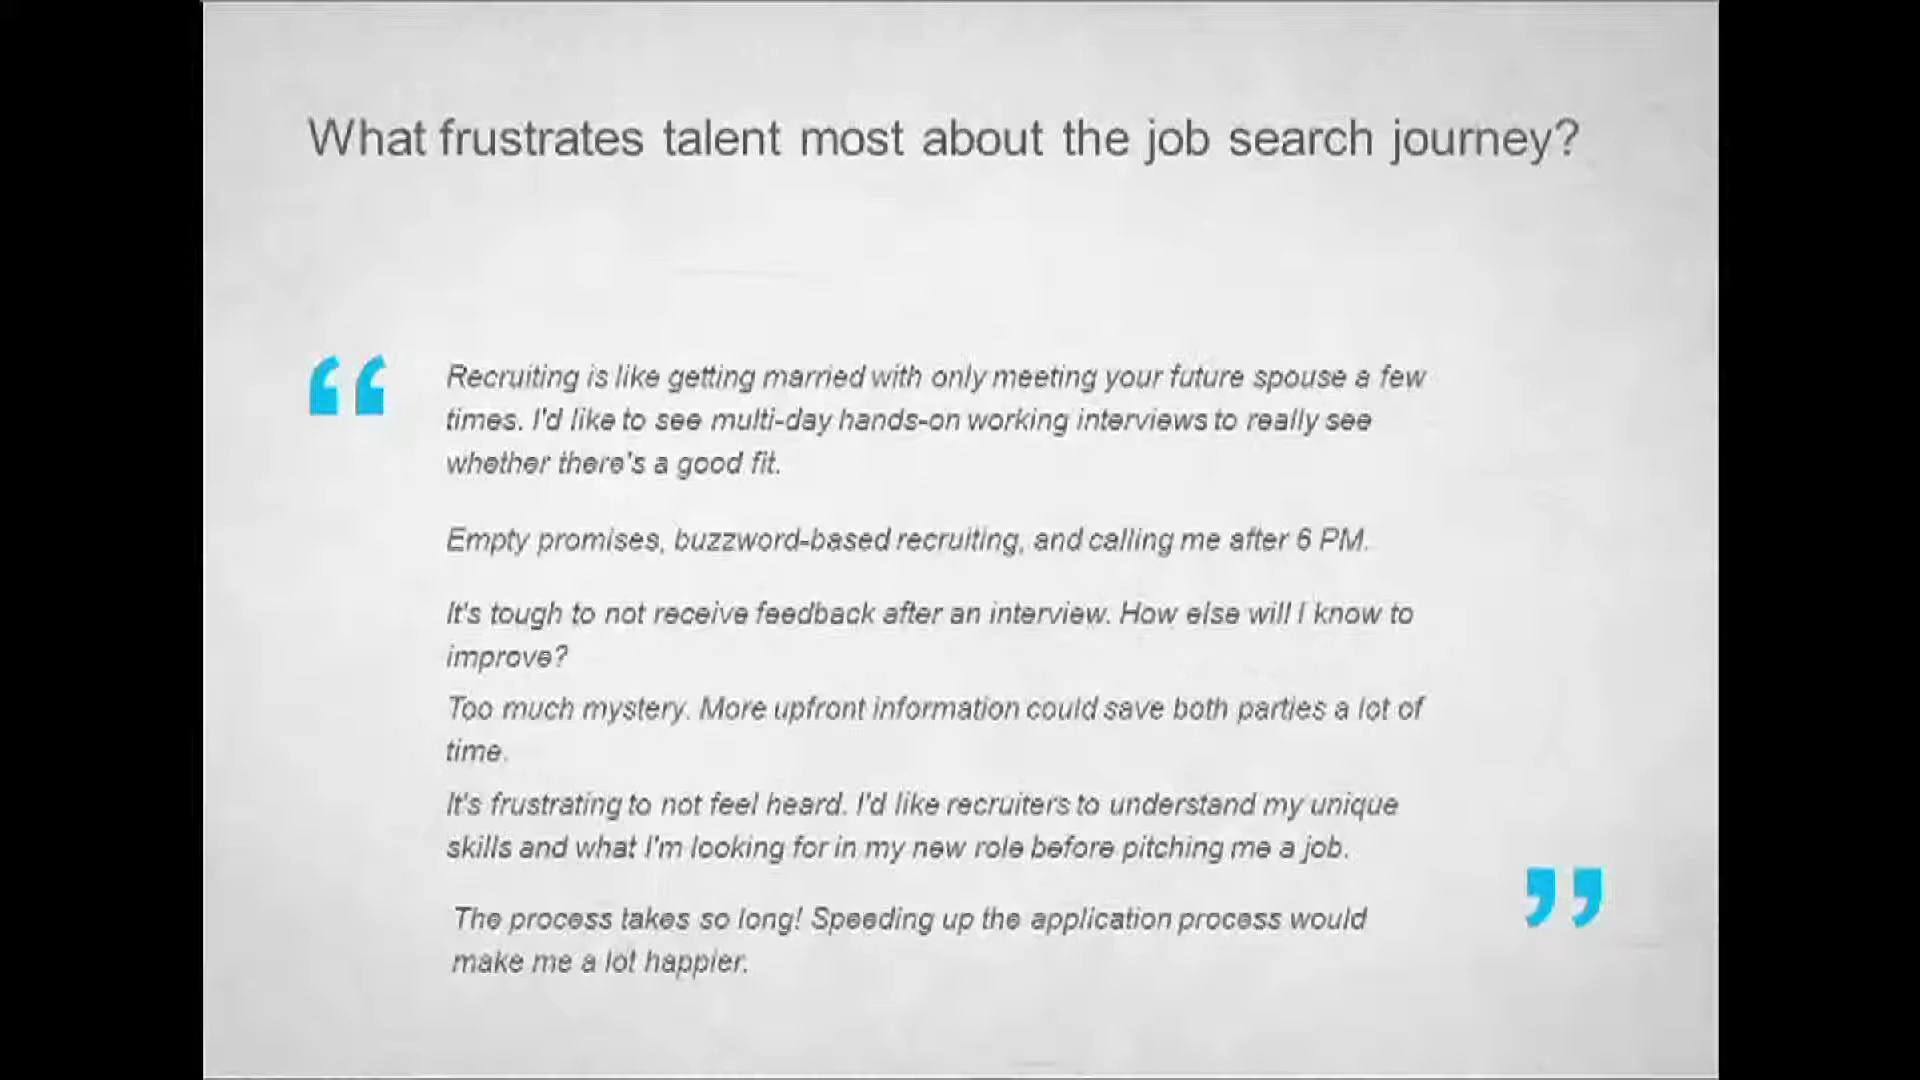 What frustrates talent most about the job search journey?
“
Recruiting is like getting married with only meeting your future spouse a few
times. I'd like to see multi-day hands-on working interviews to really see
whether there's a good fit.
Empty promises, buzzword-based recruiting, and calling me after 6 PM.
It's tough to not receive feedback after an interview. How else will I know to
improve?
Too much mystery. More upfront information could save both parties a lot of
time.
It's frustrating to not feel heard. I'd like recruiters to understand my unique
skills and what I'm looking for in my new role before pitching me a job.
The process takes so long! Speeding up the application process would
make me a lot happier.
”